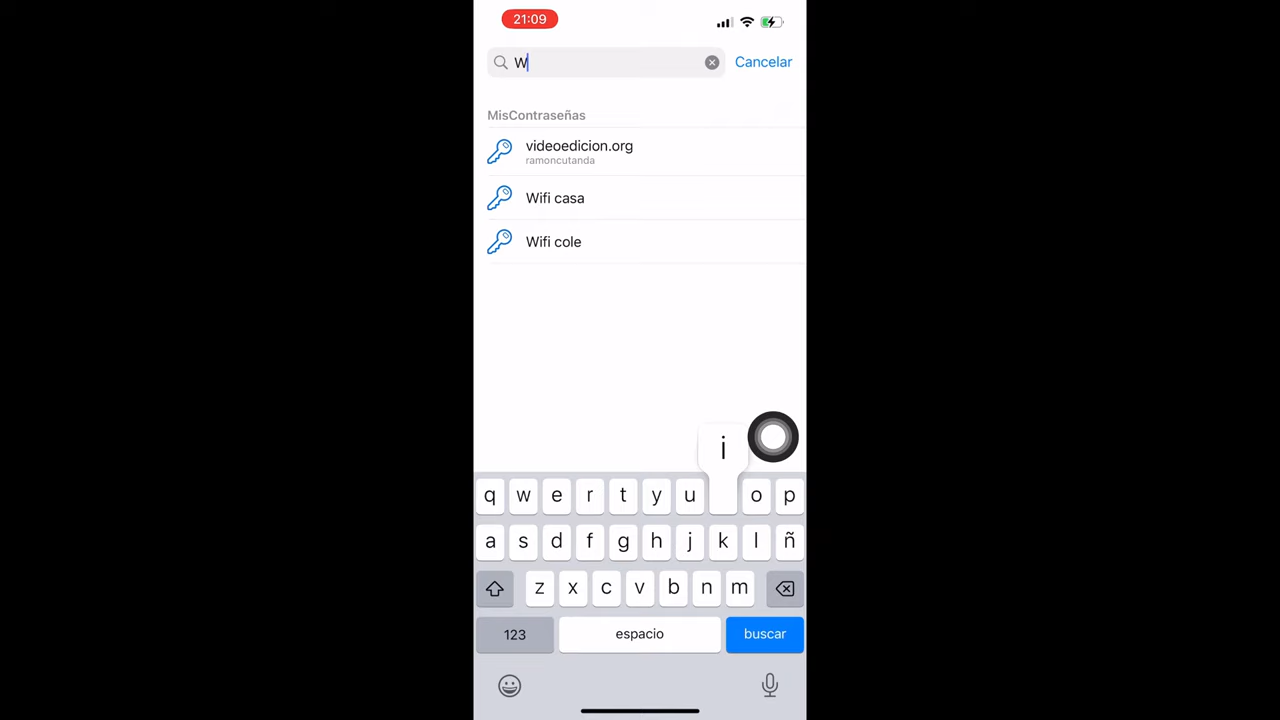 21:09
W
Cancelar
MisContraseñas
videoedicion.org
ramoncutanda
Wifi casa
Wifi cole
i
q w e r t y u o p
a s d f g h j k l ñ
z x c v b n m
123 espacio buscar